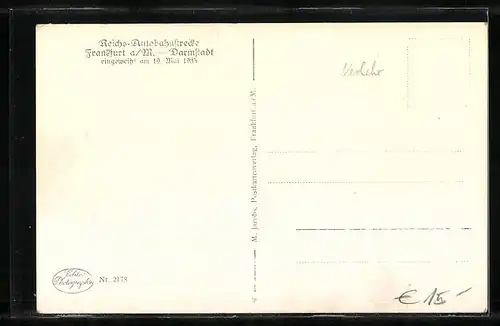 Reichs-Autobahnstrecke
Frankfurt a/M. — Darmstadt
eingeweiht am 19. Mai 1935
Verkehr
M. Jacobs, Postkartenverlag, Frankfurt a/M.
Echte
Photographie
Nr. 2178
€ 15,-